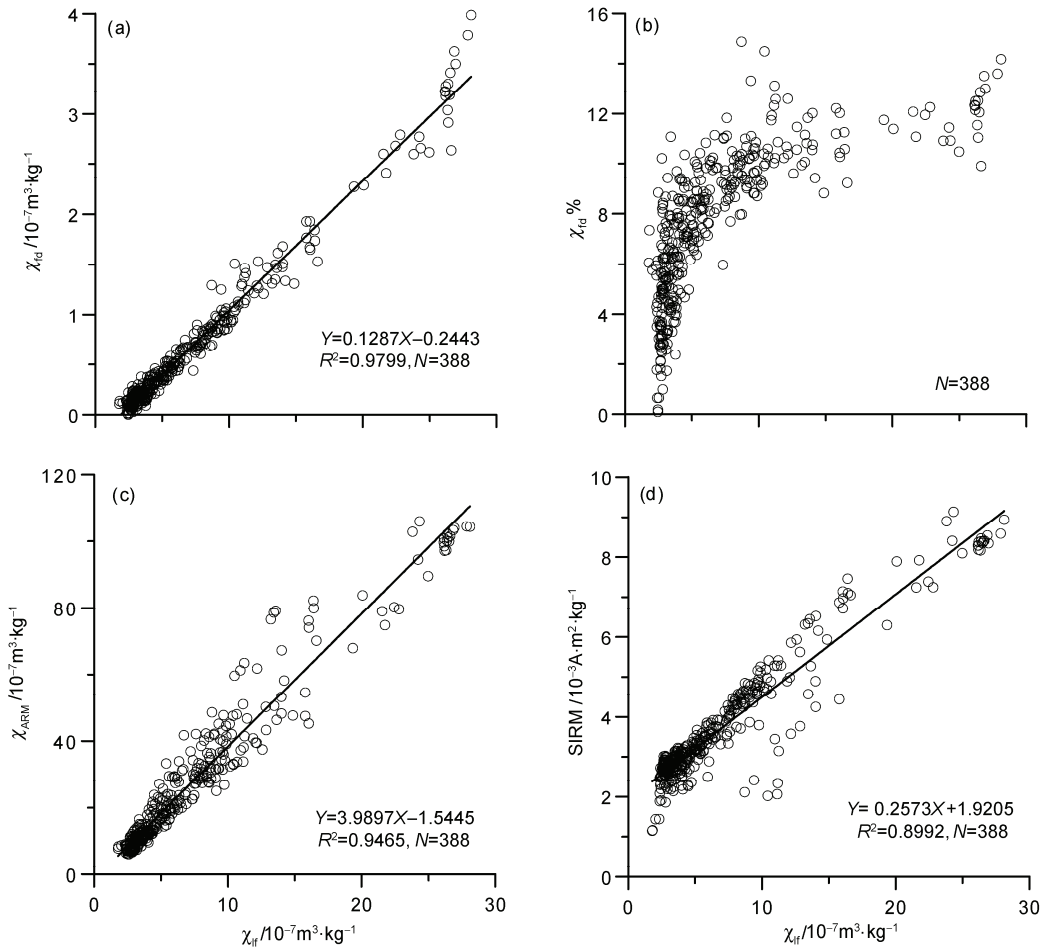 (a)
4
3
2
1
0
χfd /10⁻⁷m³·kg⁻¹
Y=0.1287X−0.2443
R²=0.9799, N=388
(b)
16
12
8
4
0
χfd %
N=388
(c)
120
80
40
0
χARM /10⁻⁷m³·kg⁻¹
Y=3.9897X−1.5445
R²=0.9465, N=388
0 10 20 30
χlf /10⁻⁷m³·kg⁻¹
(d)
10
8
6
4
2
0
SIRM /10⁻³A·m²·kg⁻¹
Y= 0.2573X+1.9205
R²=0.8992, N=388
0 10 20 30
χlf /10⁻⁷m³·kg⁻¹